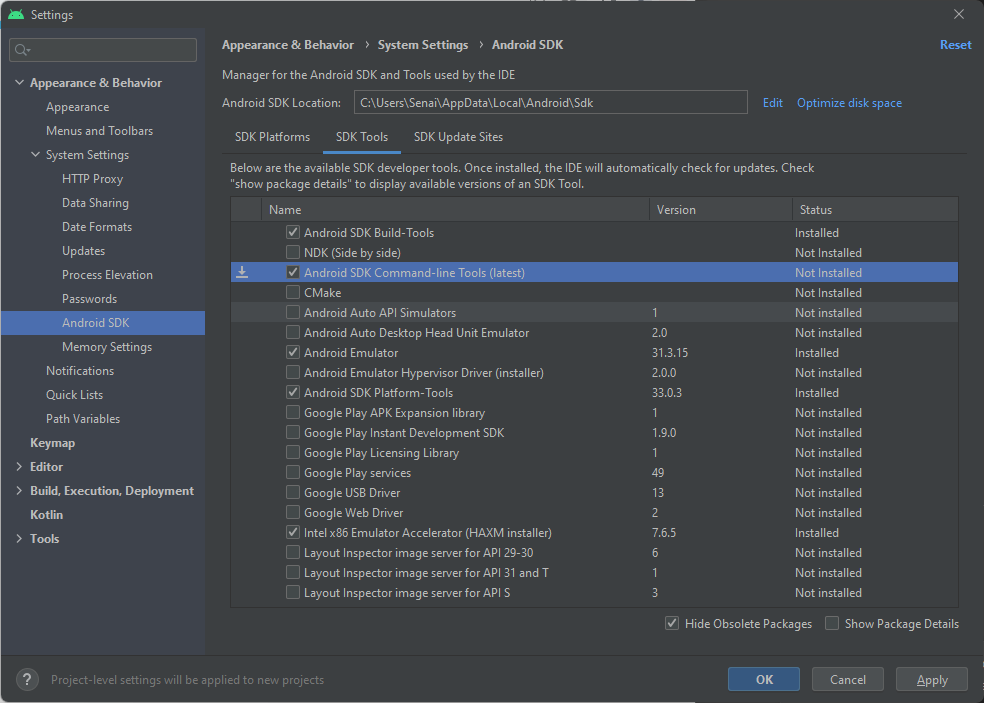 Settings
Appearance & Behavior › System Settings › Android SDK
Reset
Manager for the Android SDK and Tools used by the IDE
Android SDK Location: C:\Users\Senai\AppData\Local\Android\Sdk Edit Optimize disk space
SDK Platforms SDK Tools SDK Update Sites
Below are the available SDK developer tools. Once installed, the IDE will automatically check for updates. Check
"show package details" to display available versions of an SDK Tool.
Appearance & Behavior
Appearance
Menus and Toolbars
System Settings
HTTP Proxy
Data Sharing
Date Formats
Updates
Process Elevation
Passwords
Android SDK
Memory Settings
Notifications
Quick Lists
Path Variables
Keymap
Editor
Build, Execution, Deployment
Kotlin
Tools
Name Version Status
Android SDK Build-Tools Installed
NDK (Side by side) Not Installed
Android SDK Command-line Tools (latest) Not Installed
CMake Not Installed
Android Auto API Simulators 1 Not installed
Android Auto Desktop Head Unit Emulator 2.0 Not installed
Android Emulator 31.3.15 Installed
Android Emulator Hypervisor Driver (installer) 2.0.0 Not installed
Android SDK Platform-Tools 33.0.3 Installed
Google Play APK Expansion library 1 Not installed
Google Play Instant Development SDK 1.9.0 Not installed
Google Play Licensing Library 1 Not installed
Google Play services 49 Not installed
Google USB Driver 13 Not installed
Google Web Driver 2 Not installed
Intel x86 Emulator Accelerator (HAXM installer) 7.6.5 Installed
Layout Inspector image server for API 29-30 6 Not installed
Layout Inspector image server for API 31 and T 1 Not installed
Layout Inspector image server for API S 3 Not installed
Hide Obsolete Packages Show Package Details
? Project-level settings will be applied to new projects
OK Cancel Apply